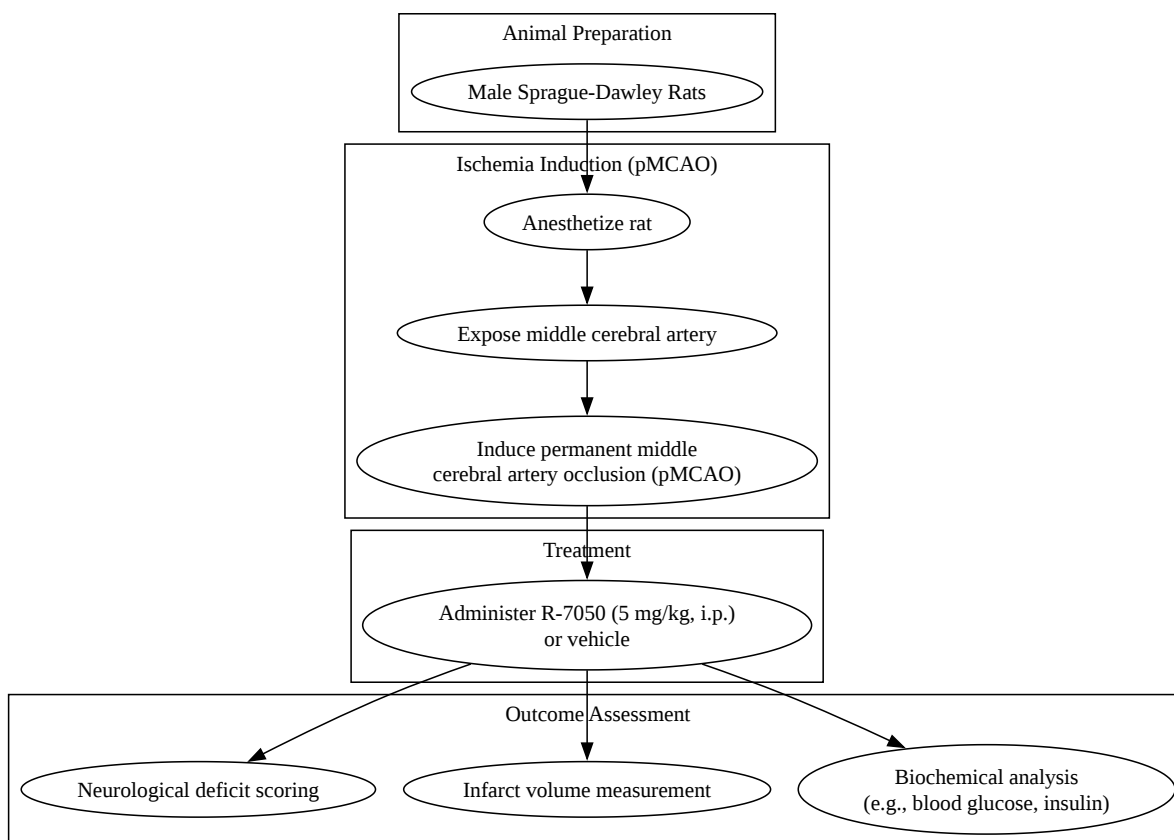 Animal Preparation
Male Sprague-Dawley Rats
Ischemia Induction (pMCAO)
Anesthetize rat
Expose middle cerebral artery
Induce permanent middle
cerebral artery occlusion (pMCAO)
Treatment
Administer R-7050 (5 mg/kg, i.p.)
or vehicle
Outcome Assessment
Neurological deficit scoring
Infarct volume measurement
Biochemical analysis
(e.g., blood glucose, insulin)